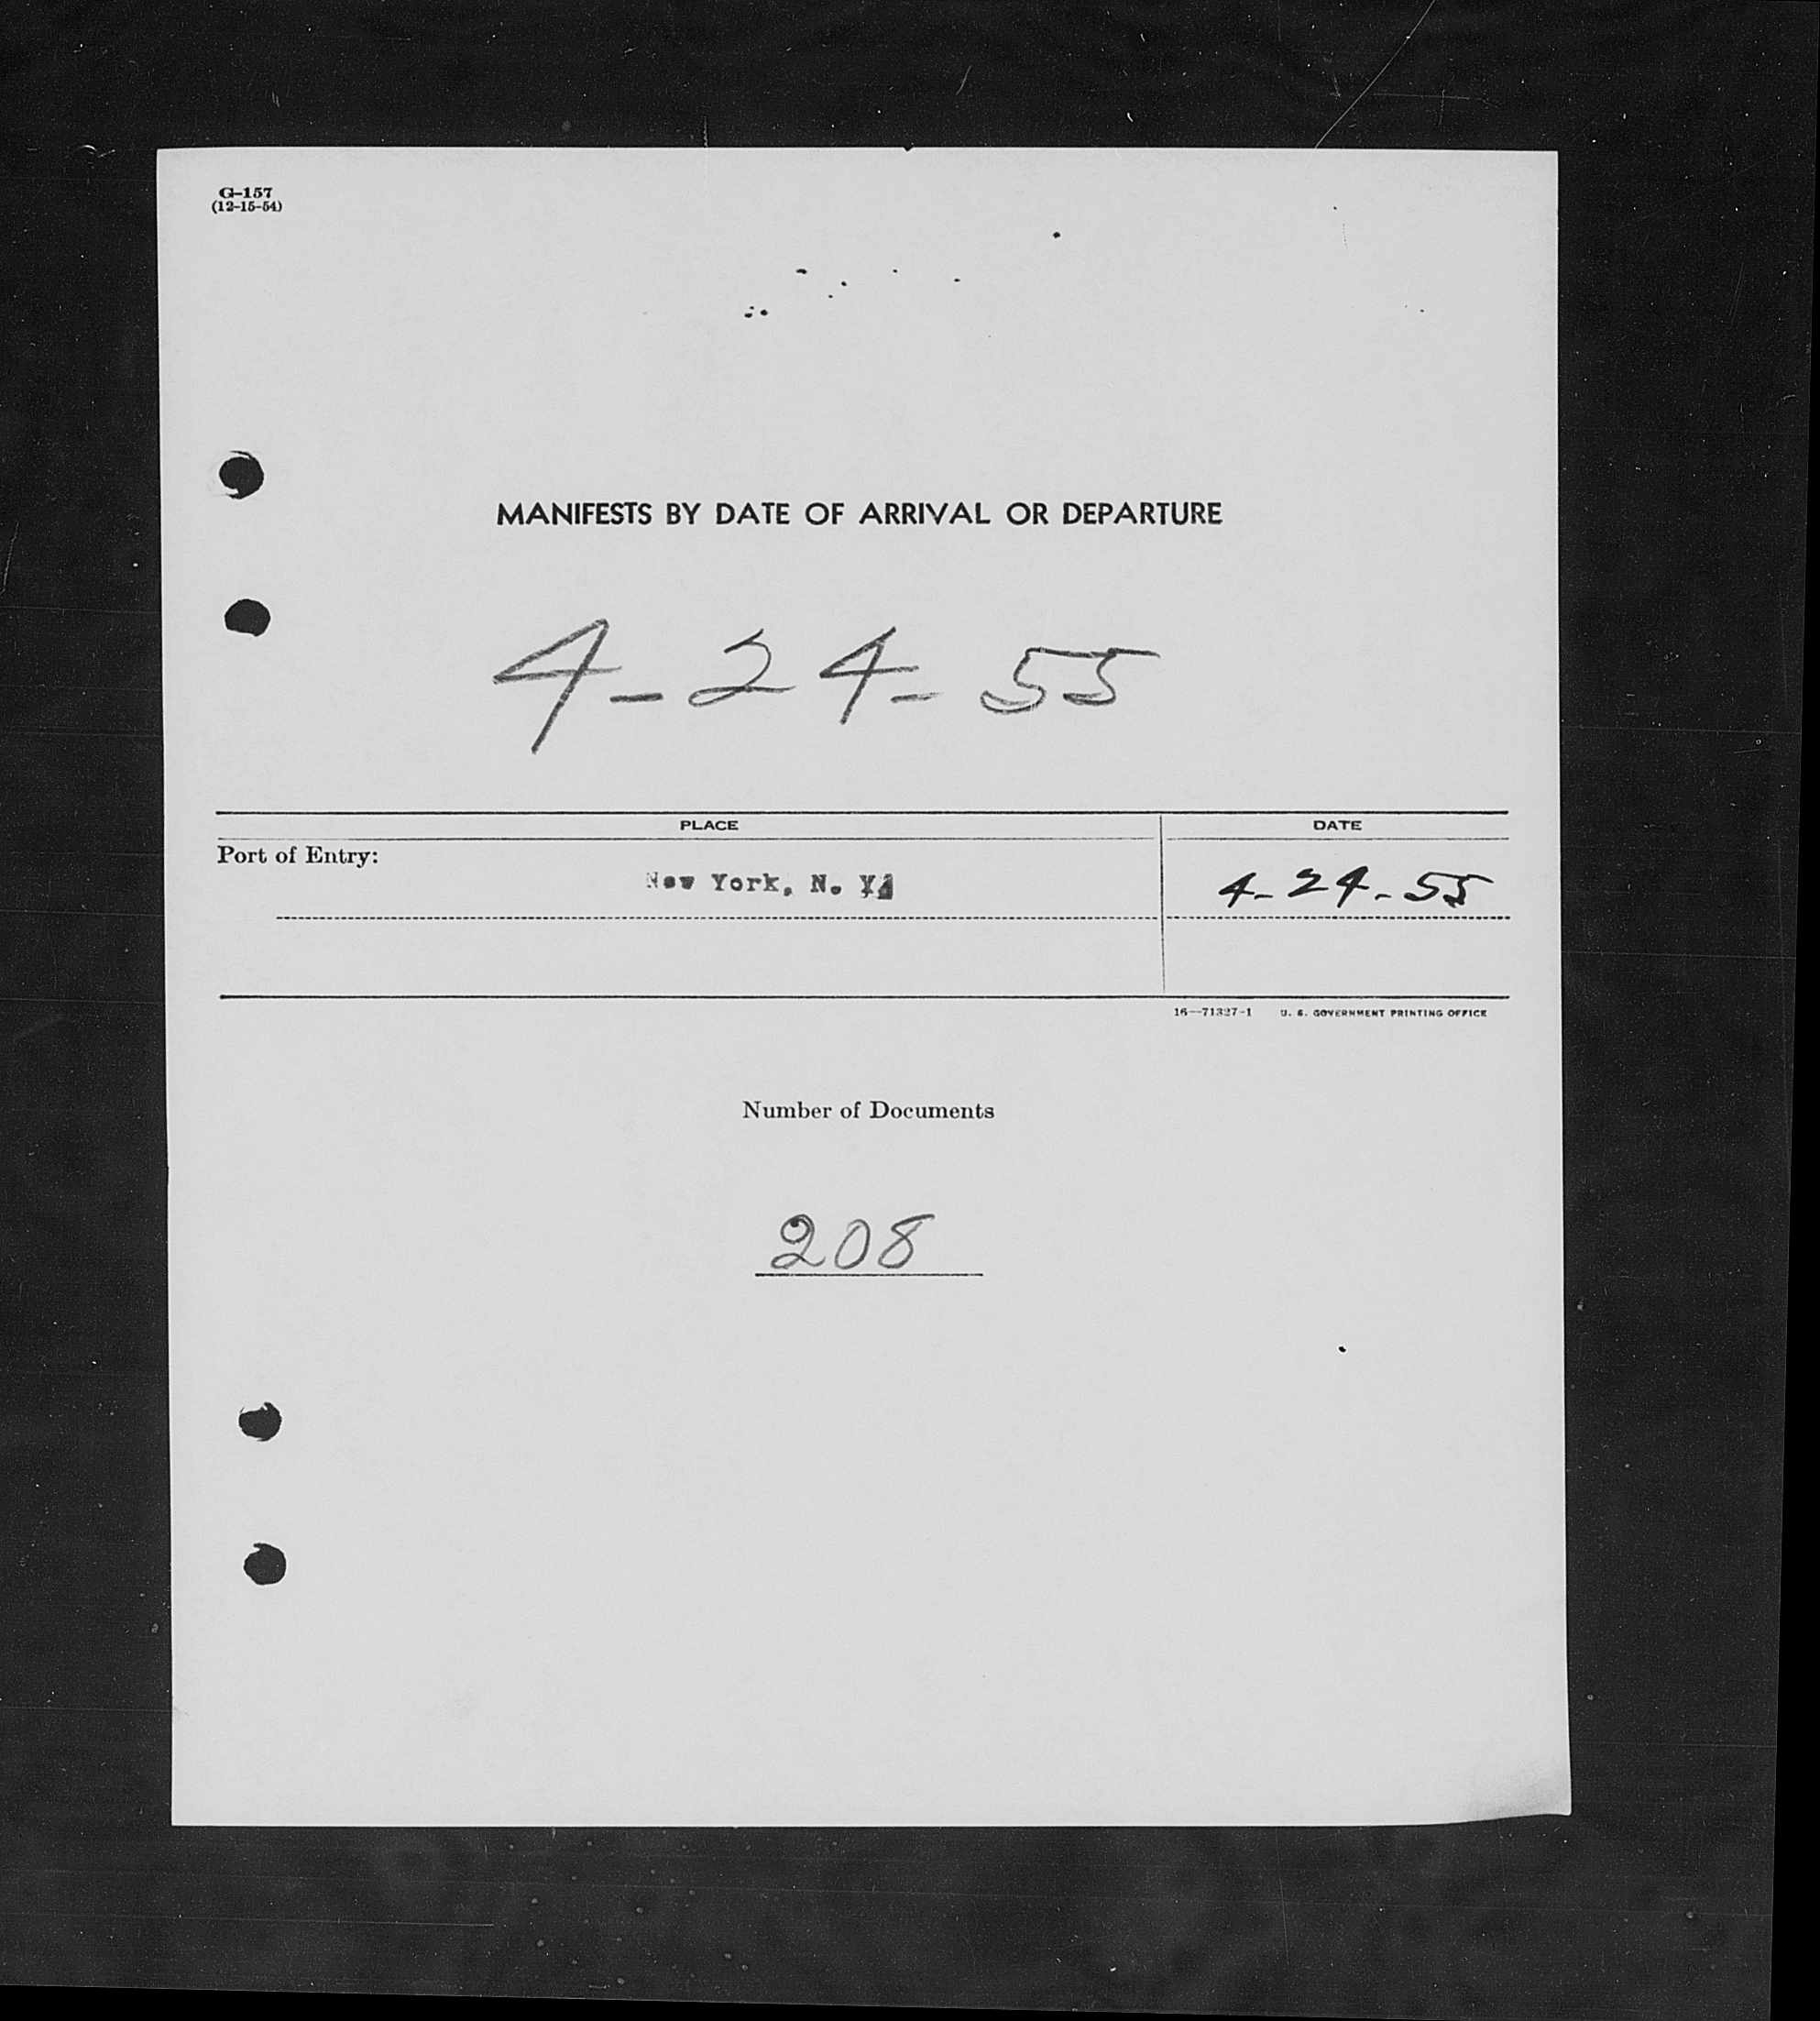 G-157
(12-15-54)
MANIFESTS BY DATE OF ARRIVAL OR DEPARTURE
4-24-55
PLACE DATE
Port of Entry:
New York, N. Y. 4-24-55
16—71327-1 U. S. GOVERNMENT PRINTING OFFICE
Number of Documents
208